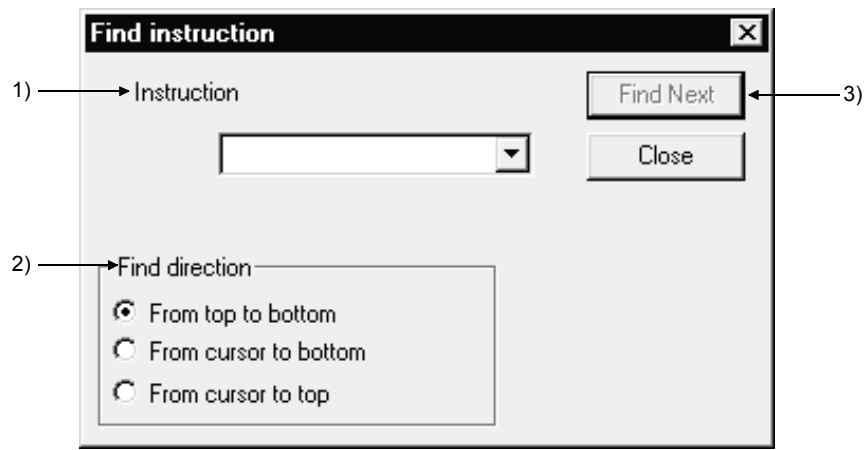 Find instruction
1) Instruction Find Next 3)
Close
2) Find direction
From top to bottom
From cursor to bottom
From cursor to top